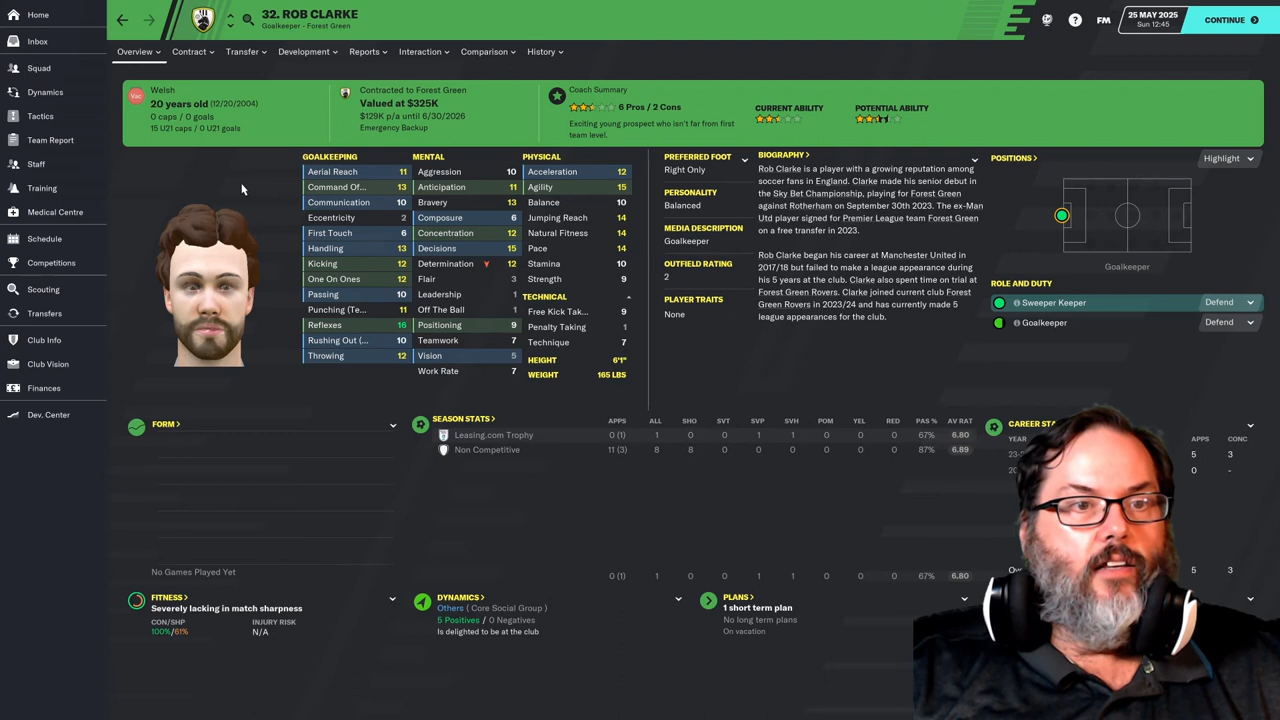 Home
Inbox
Squad
Dynamics
Tactics
Team Report
Staff
Training
Medical Centre
Schedule
Competitions
Scouting
Transfers
Club Info
Club Vision
Finances
Dev. Center
32. ROB CLARKE
Goalkeeper - Forest Green
FM
25 MAY 2025
Sun 12:45
CONTINUE
Overview
Contract
Transfer
Development
Reports
Interaction
Comparison
History
Vac
Welsh
20 years old (12/20/2004)
0 caps / 0 goals
15 U21 caps / 0 U21 goals
Contracted to Forest Green
Valued at $325K
$129K p/a until 6/30/2026
Emergency Backup
Coach Summary
6 Pros / 2 Cons
Exciting young prospect who isn't far from first
team level.
CURRENT ABILITY
POTENTIAL ABILITY
GOALKEEPING
Aerial Reach 11
Command Of... 13
Communication 10
Eccentricity 2
First Touch 6
Handling 13
Kicking 12
One On Ones 12
Passing 10
Punching (Te... 11
Reflexes 16
Rushing Out (... 10
Throwing 12
MENTAL
Aggression 10
Anticipation 11
Bravery 13
Composure 6
Concentration 12
Decisions 15
Determination 12
Flair 3
Leadership 1
Off The Ball 1
Positioning 9
Teamwork 7
Vision 5
Work Rate 7
PHYSICAL
Acceleration 12
Agility 15
Balance 10
Jumping Reach 14
Natural Fitness 14
Pace 14
Stamina 10
Strength 9
TECHNICAL
Free Kick Tak... 9
Penalty Taking 1
Technique 7
HEIGHT 6'1"
WEIGHT 165 LBS
PREFERRED FOOT
Right Only
PERSONALITY
Balanced
MEDIA DESCRIPTION
Goalkeeper
OUTFIELD RATING
2
PLAYER TRAITS
None
BIOGRAPHY
Rob Clarke is a player with a growing reputation among
soccer fans in England. Clarke made his senior debut in
the Sky Bet Championship, playing for Forest Green
against Rotherham on September 30th 2023. The ex-Man
Utd player signed for Premier League team Forest Green
on a free transfer in 2023.
Rob Clarke began his career at Manchester United in
2017/18 but failed to make a league appearance during
his 5 years at the club. Clarke also spent time on trial at
Forest Green Rovers. Clarke joined current club Forest
Green Rovers in 2023/24 and has currently made 5
league appearances for the club.
POSITIONS
Highlight
Goalkeeper
ROLE AND DUTY
Sweeper Keeper Defend
Goalkeeper Defend
FORM
No Games Played Yet
SEASON STATS APPS ALL SHO SVT SVP SVH POM YEL RED PAS % AV RAT
Leasing.com Trophy 0 (1) 1 0 0 1 1 0 0 0 67% 6.80
Non Competitive 11 (3) 8 8 0 0 0 0 0 0 87% 6.89
0 (1) 1 0 0 1 1 0 0 0 67% 6.80
CAREER STA
YEAR APPS CONC
23- 5 3
20 0 -
5 3
FITNESS
Severely lacking in match sharpness
CON/SHP
100%/61%
INJURY RISK
N/A
DYNAMICS
Others ( Core Social Group )
5 Positives / 0 Negatives
Is delighted to be at the club
PLANS
1 short term plan
No long term plans
On vacation